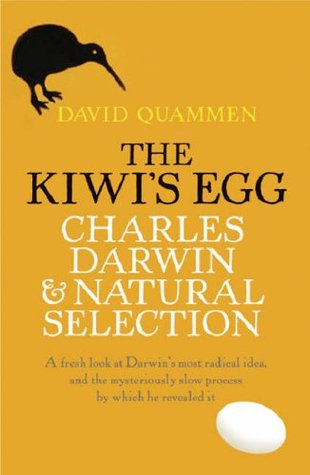 DAVID QUAMMEN
THE
KIWI'S EGG
CHARLES
DARWIN
& NATURAL
SELECTION
A fresh look at Darwin's most radical idea,
and the mysteriously slow process
by which he revealed it